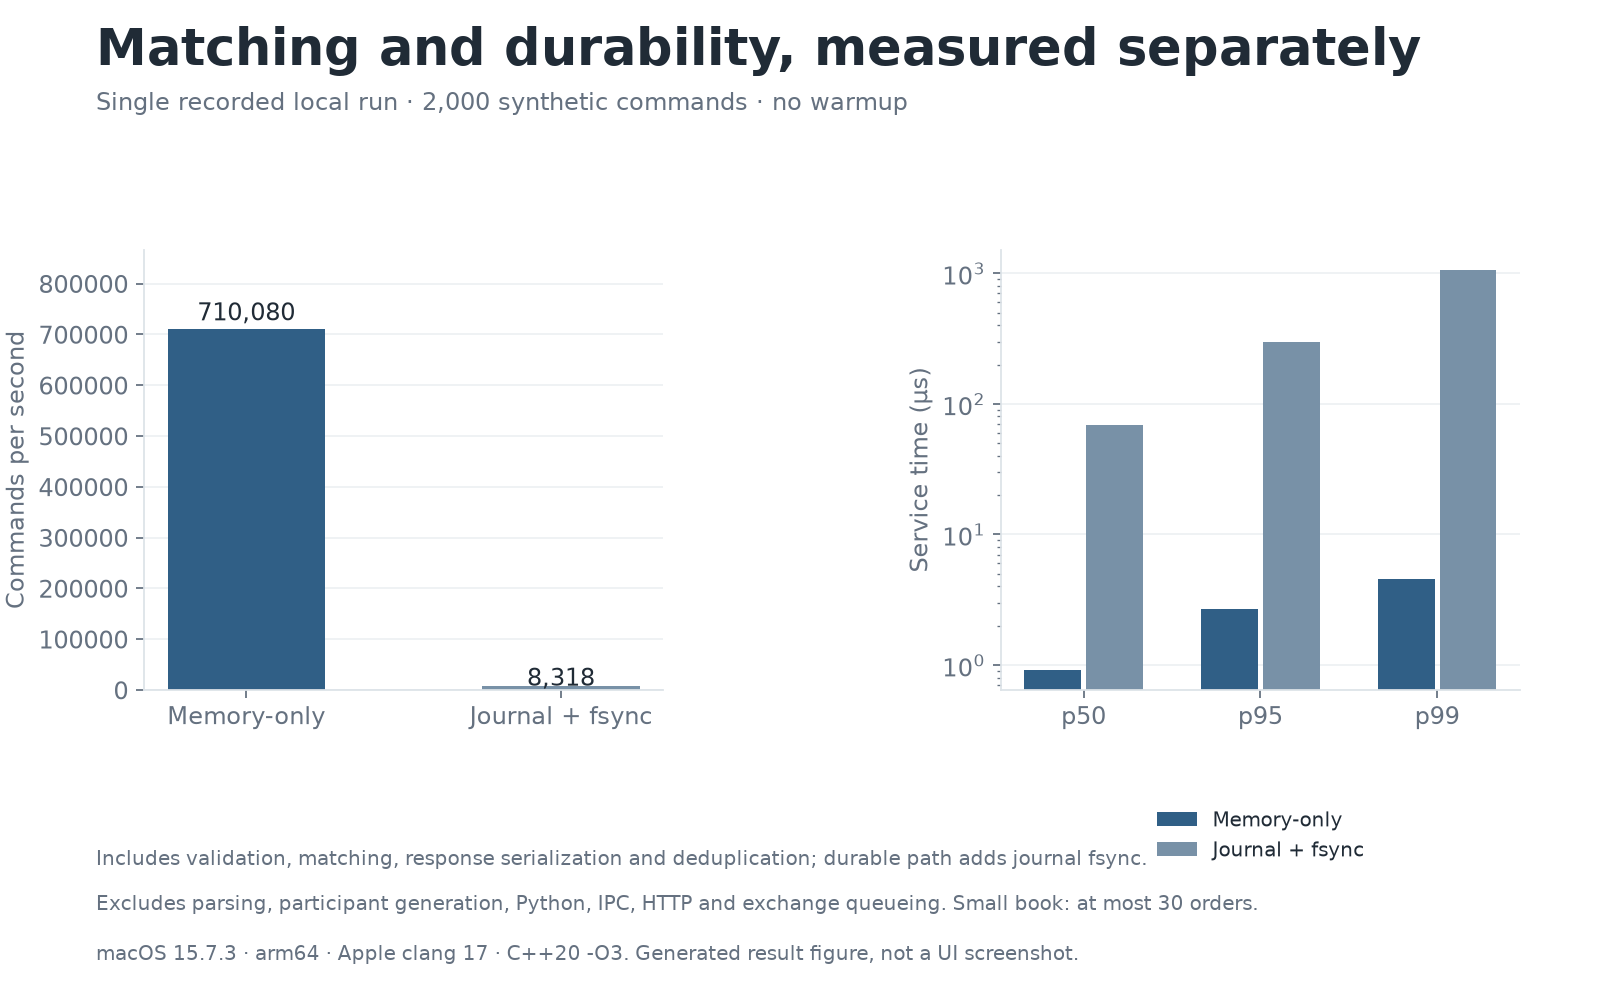 Matching and durability, measured separately
Single recorded local run · 2,000 synthetic commands · no warmup
Commands per second
800000
700000
600000
500000
400000
300000
200000
100000
0
710,080
8,318
Memory-only
Journal + fsync
Service time (µs)
10³
10²
10¹
10⁰
p50
p95
p99
Memory-only
Journal + fsync
Includes validation, matching, response serialization and deduplication; durable path adds journal fsync.
Excludes parsing, participant generation, Python, IPC, HTTP and exchange queueing. Small book: at most 30 orders.
macOS 15.7.3 · arm64 · Apple clang 17 · C++20 -O3. Generated result figure, not a UI screenshot.